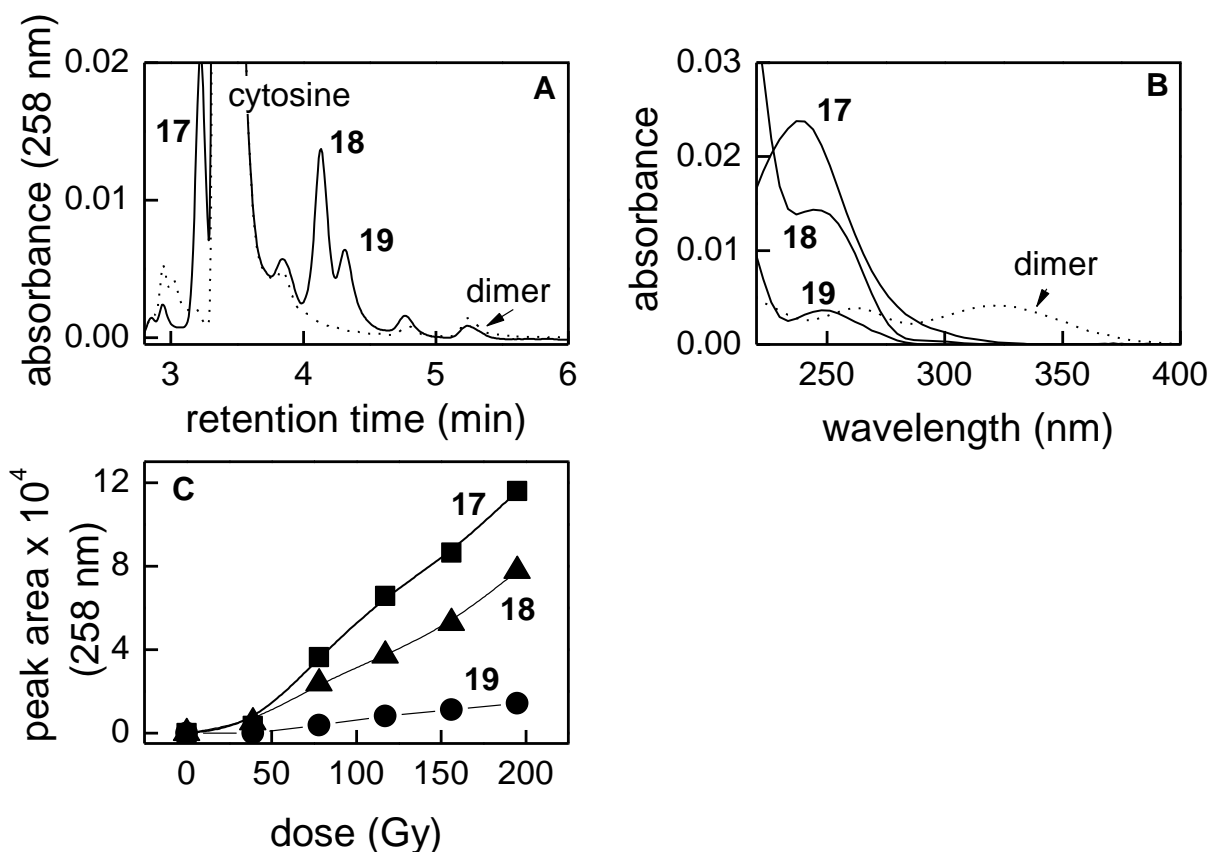 A
absorbance (258 nm)
0.02
0.01
0.00
17
cytosine
18
19
dimer
3 4 5 6
retention time (min)
B
absorbance
0.03
0.02
0.01
0.00
17
18
19
dimer
250 300 350 400
wavelength (nm)
C
peak area x 10⁴
(258 nm)
12
8
4
0
17
18
19
0 50 100 150 200
dose (Gy)